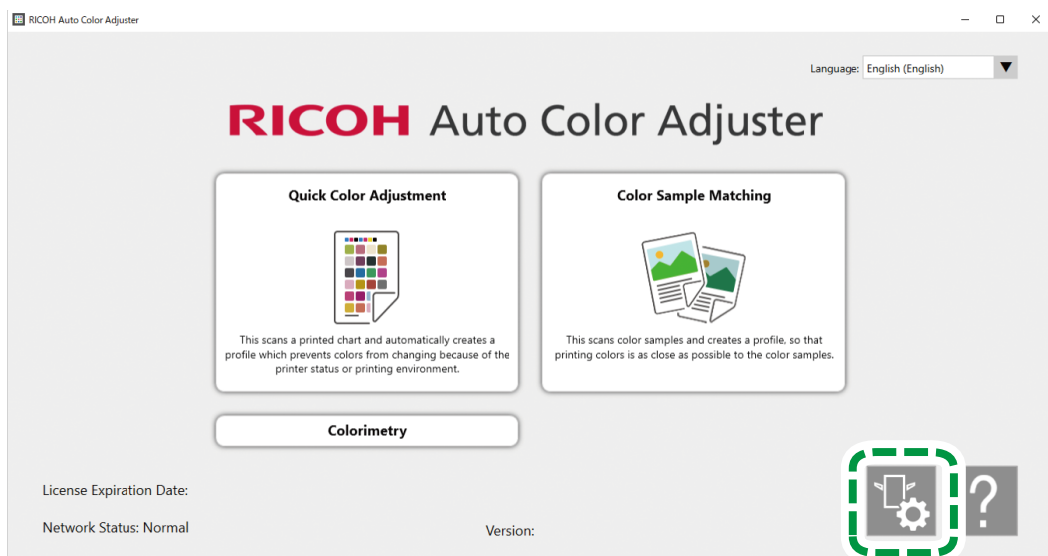 RICOH Auto Color Adjuster
Language: English (English)
RICOH Auto Color Adjuster
Quick Color Adjustment
This scans a printed chart and automatically creates a
profile which prevents colors from changing because of the
printer status or printing environment.
Color Sample Matching
This scans color samples and creates a profile, so that
printing colors is as close as possible to the color samples.
Colorimetry
License Expiration Date:
Network Status: Normal
Version:
?